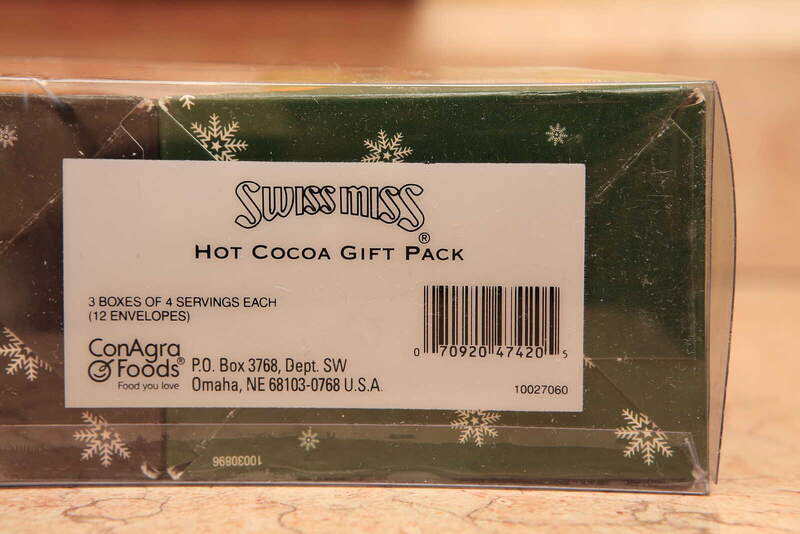 SWISS MISS®
HOT COCOA GIFT PACK
3 BOXES OF 4 SERVINGS EACH
(12 ENVELOPES)
ConAgra
Foods®
Food you love
P.O. Box 3768, Dept. SW
Omaha, NE 68103-0768 U.S.A.
0 70920 47420 5
10027060
10030896